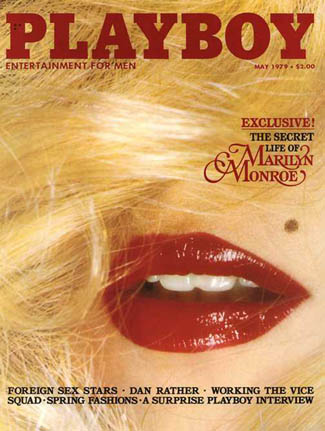 PLAYBOY
ENTERTAINMENT FOR MEN
MAY 1979 • $2.00
EXCLUSIVE!
THE SECRET
LIFE OF
MARILYN
MONROE
FOREIGN SEX STARS · DAN RATHER · WORKING THE VICE
SQUAD · SPRING FASHIONS · A SURPRISE PLAYBOY INTERVIEW